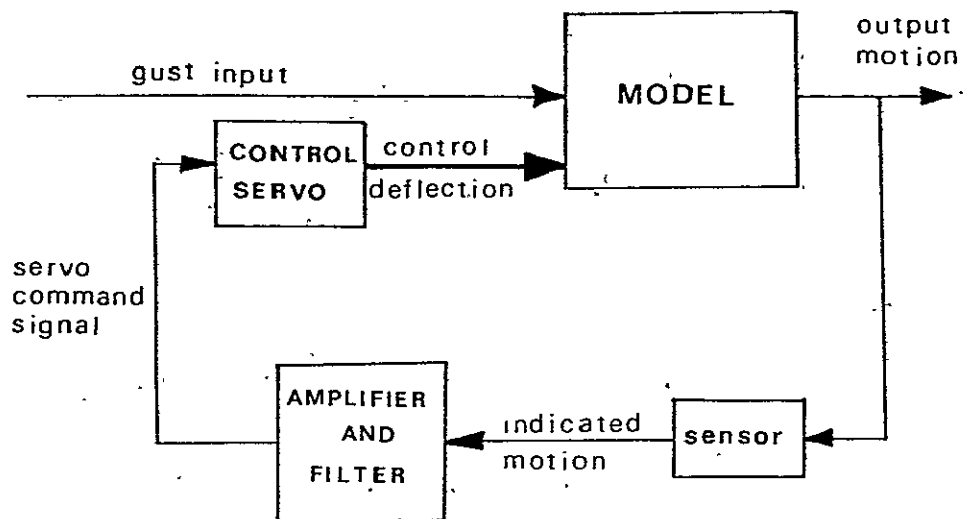 output
motion
gust input
MODEL
CONTROL
SERVO
control
deflection
servo
command
signal
AMPLIFIER
AND
FILTER
indicated
motion
sensor